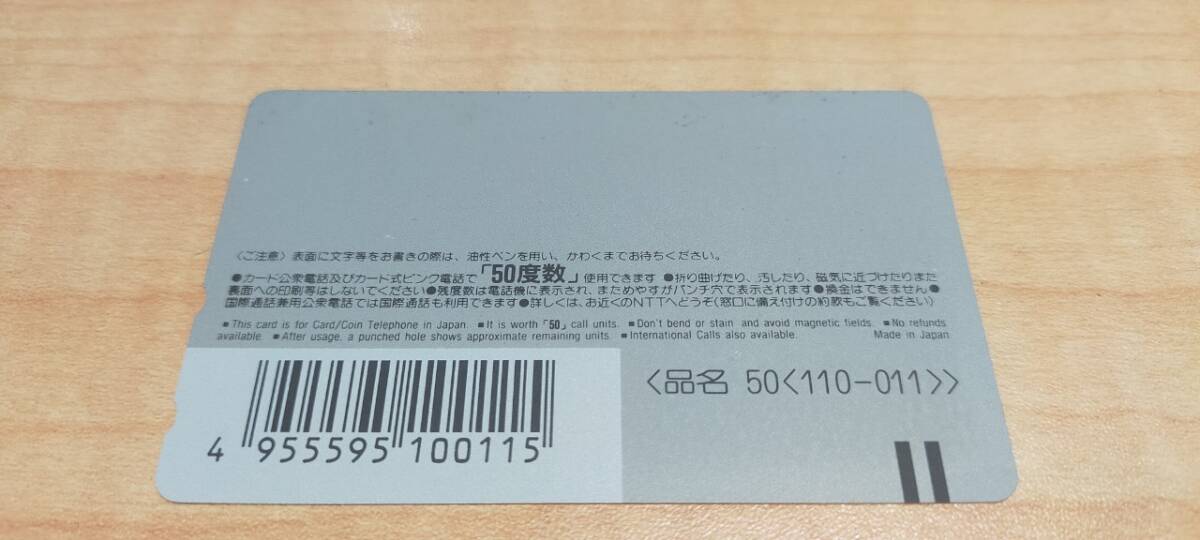 〈ご注意〉表面に文字等をお書きの際は、油性ペンを用い、かわくまでお待ちください。
●カード公衆電話及びカード式ピンク電話で「50度数」使用できます ●折り曲げたり、汚したり、磁気に近づけたりまた
裏面への印刷等はしないでください ●残度数は電話機に表示され、まためやすがパンチ穴で表示されます ●換金はできません ●
国際通話兼用公衆電話では国際通話も利用できます ●詳しくは、お近くのNTTへどうぞ(窓口に備え付けの約款もご覧ください)
■ This card is for Card/Coin Telephone in Japan. ■ It is worth「50」call units. ■ Don't bend or stain and avoid magnetic fields. ■ No refunds
available. ■ After usage, a punched hole shows approximate remaining units. ■ International Calls also available. Made in Japan
〈品名 50〈110-011〉〉
4 955595 100115